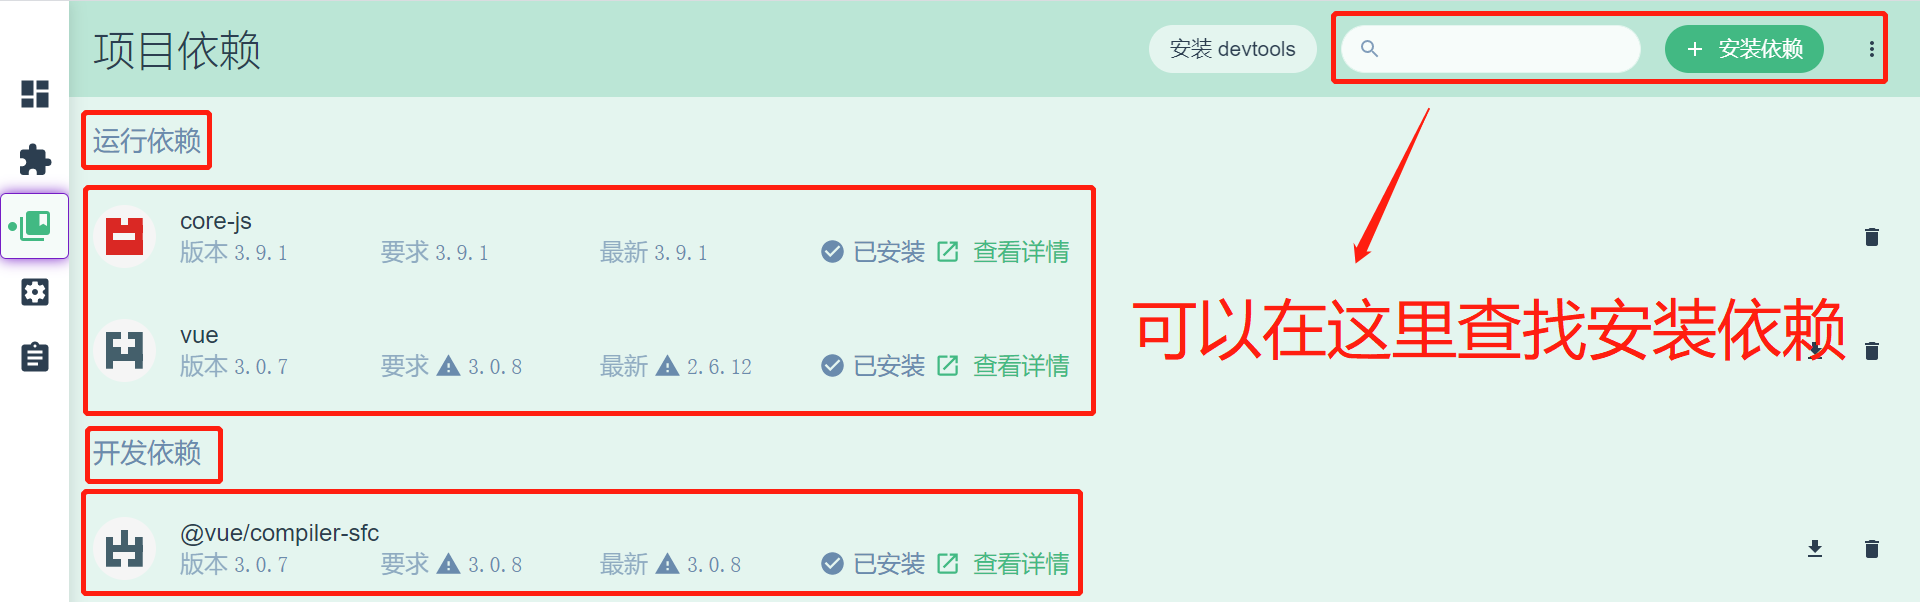 项目依赖
安装 devtools
安装依赖
运行依赖
core-js
版本 3.9.1 要求 3.9.1 最新 3.9.1 已安装 查看详情
可以在这里查找安装依赖
vue
版本 3.0.7 要求 3.0.8 最新 2.6.12 已安装 查看详情
开发依赖
@vue/compiler-sfc
版本 3.0.7 要求 3.0.8 最新 3.0.8 已安装 查看详情